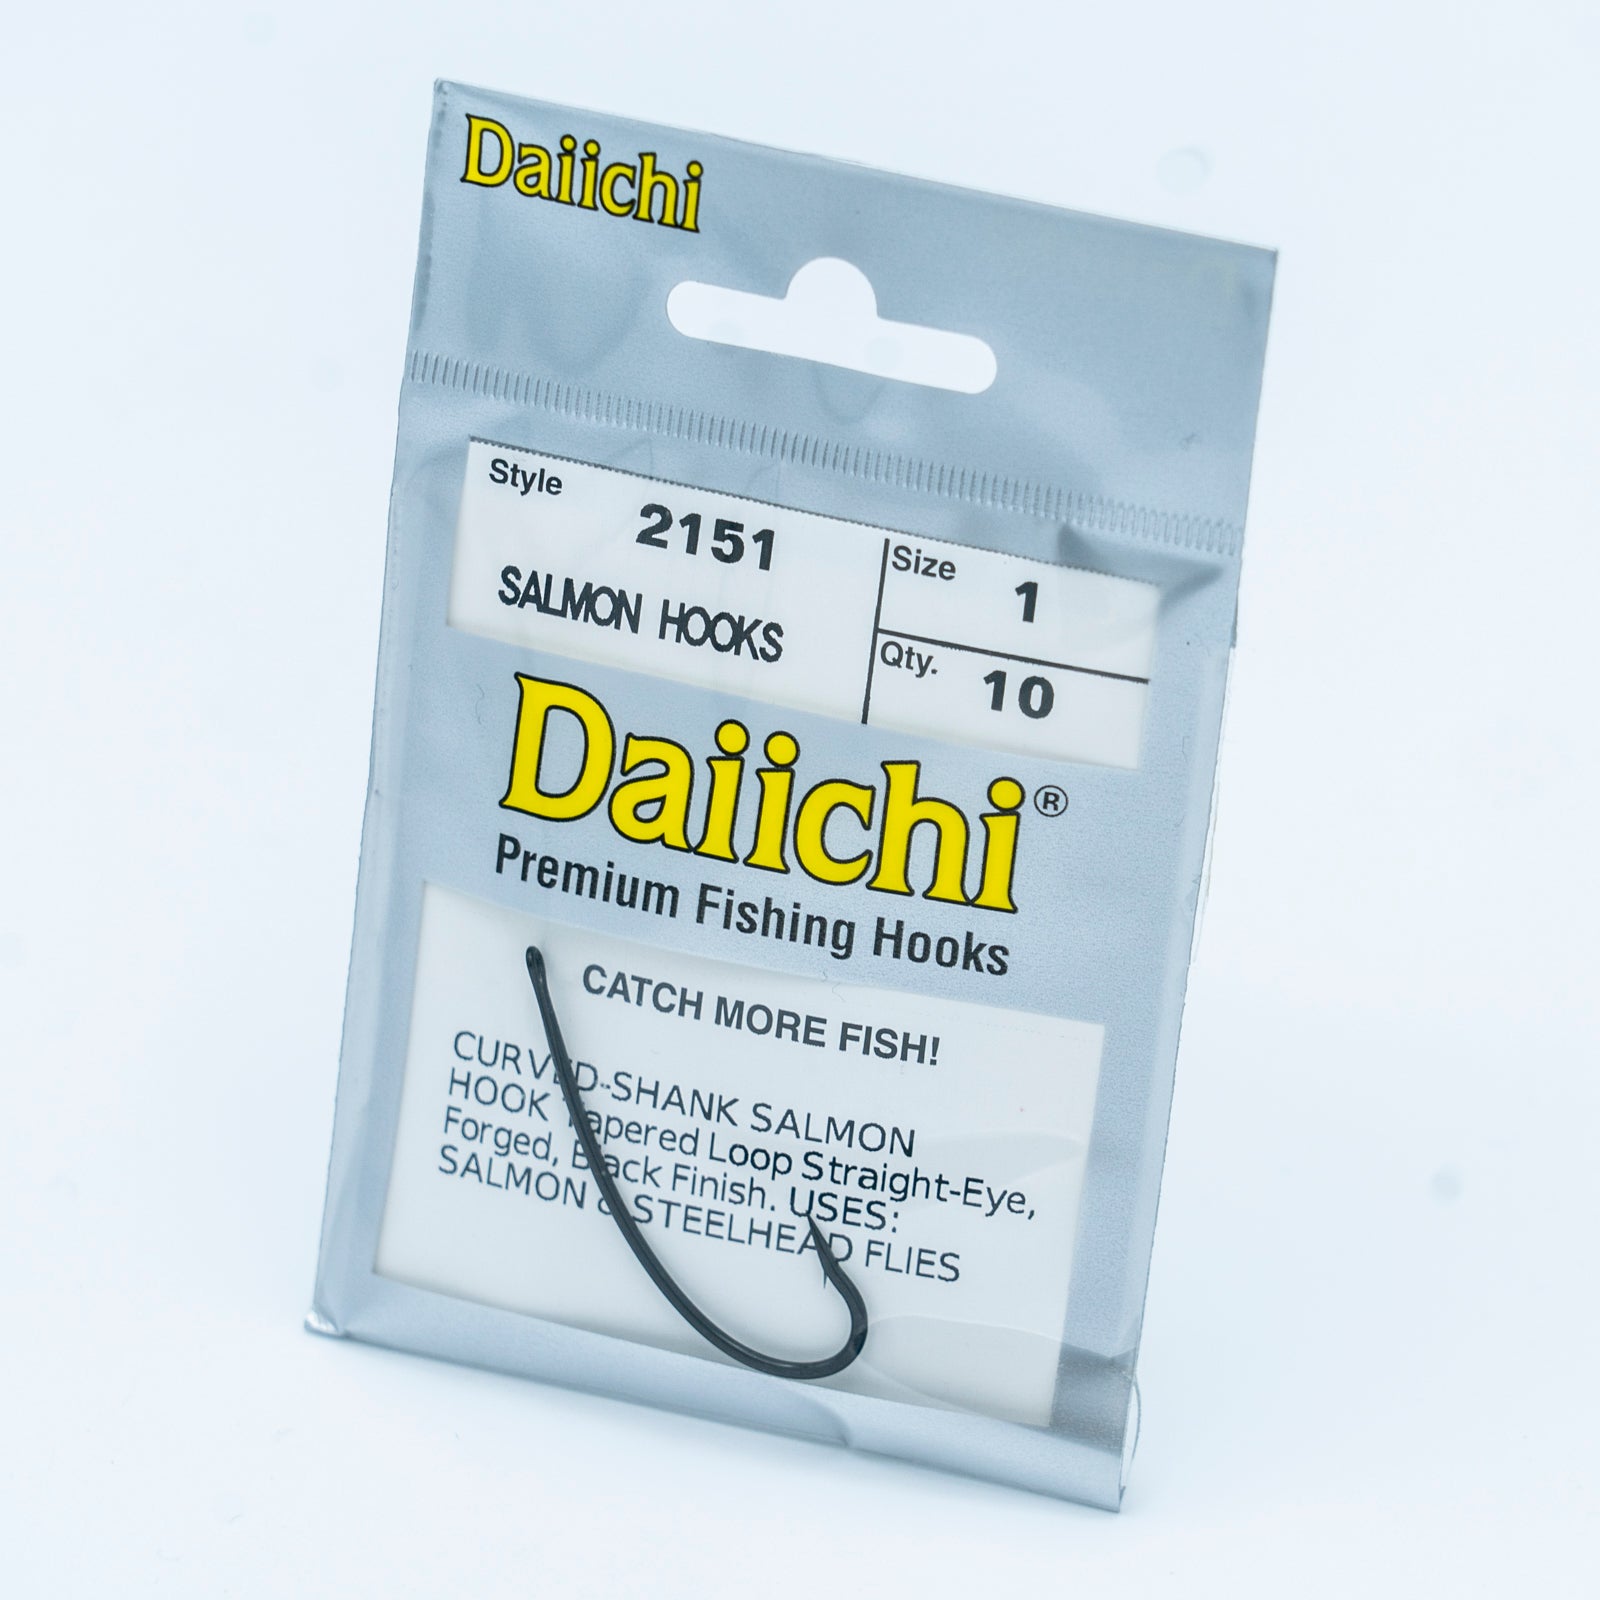 Daiichi
Style
2151
SALMON HOOKS
Size
1
Qty.
10
Daiichi®
Premium Fishing Hooks
CATCH MORE FISH!
CURVED-SHANK SALMON
HOOK Tapered Loop Straight-Eye,
Forged, Black Finish. USES:
SALMON & STEELHEAD FLIES